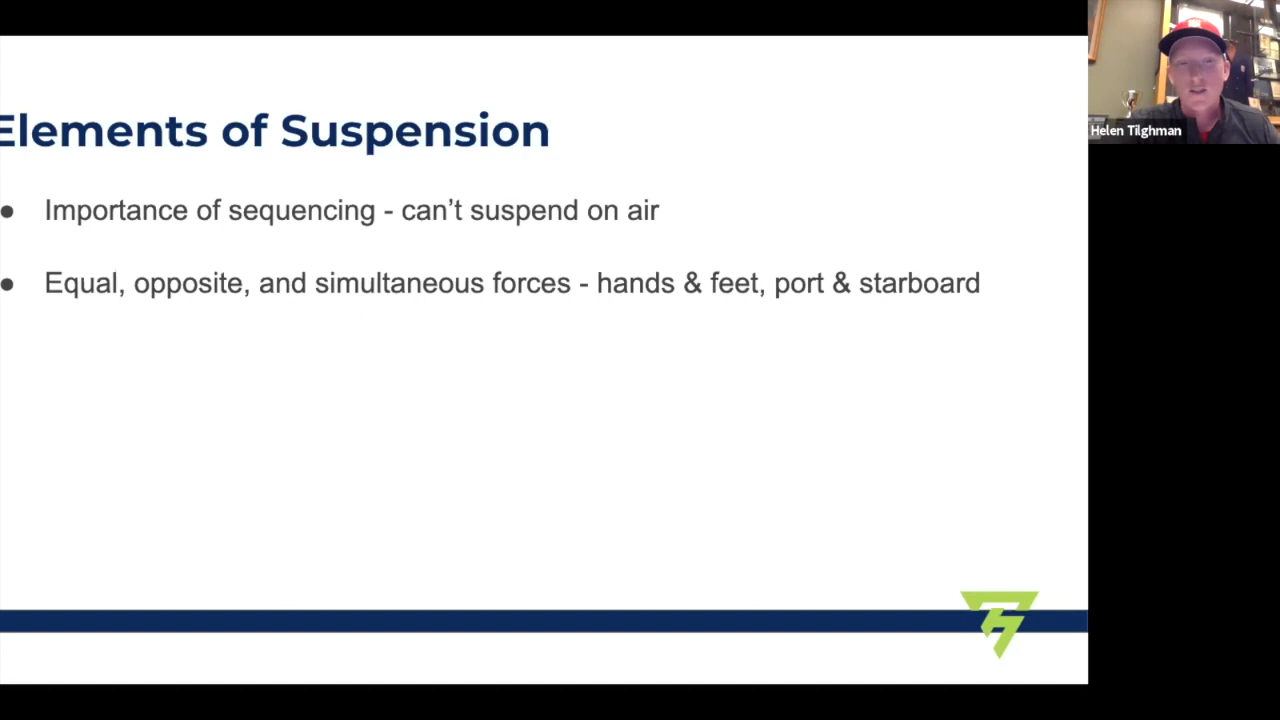 Elements of Suspension
● Importance of sequencing - can’t suspend on air
● Equal, opposite, and simultaneous forces - hands & feet, port & starboard
Helen Tilghman